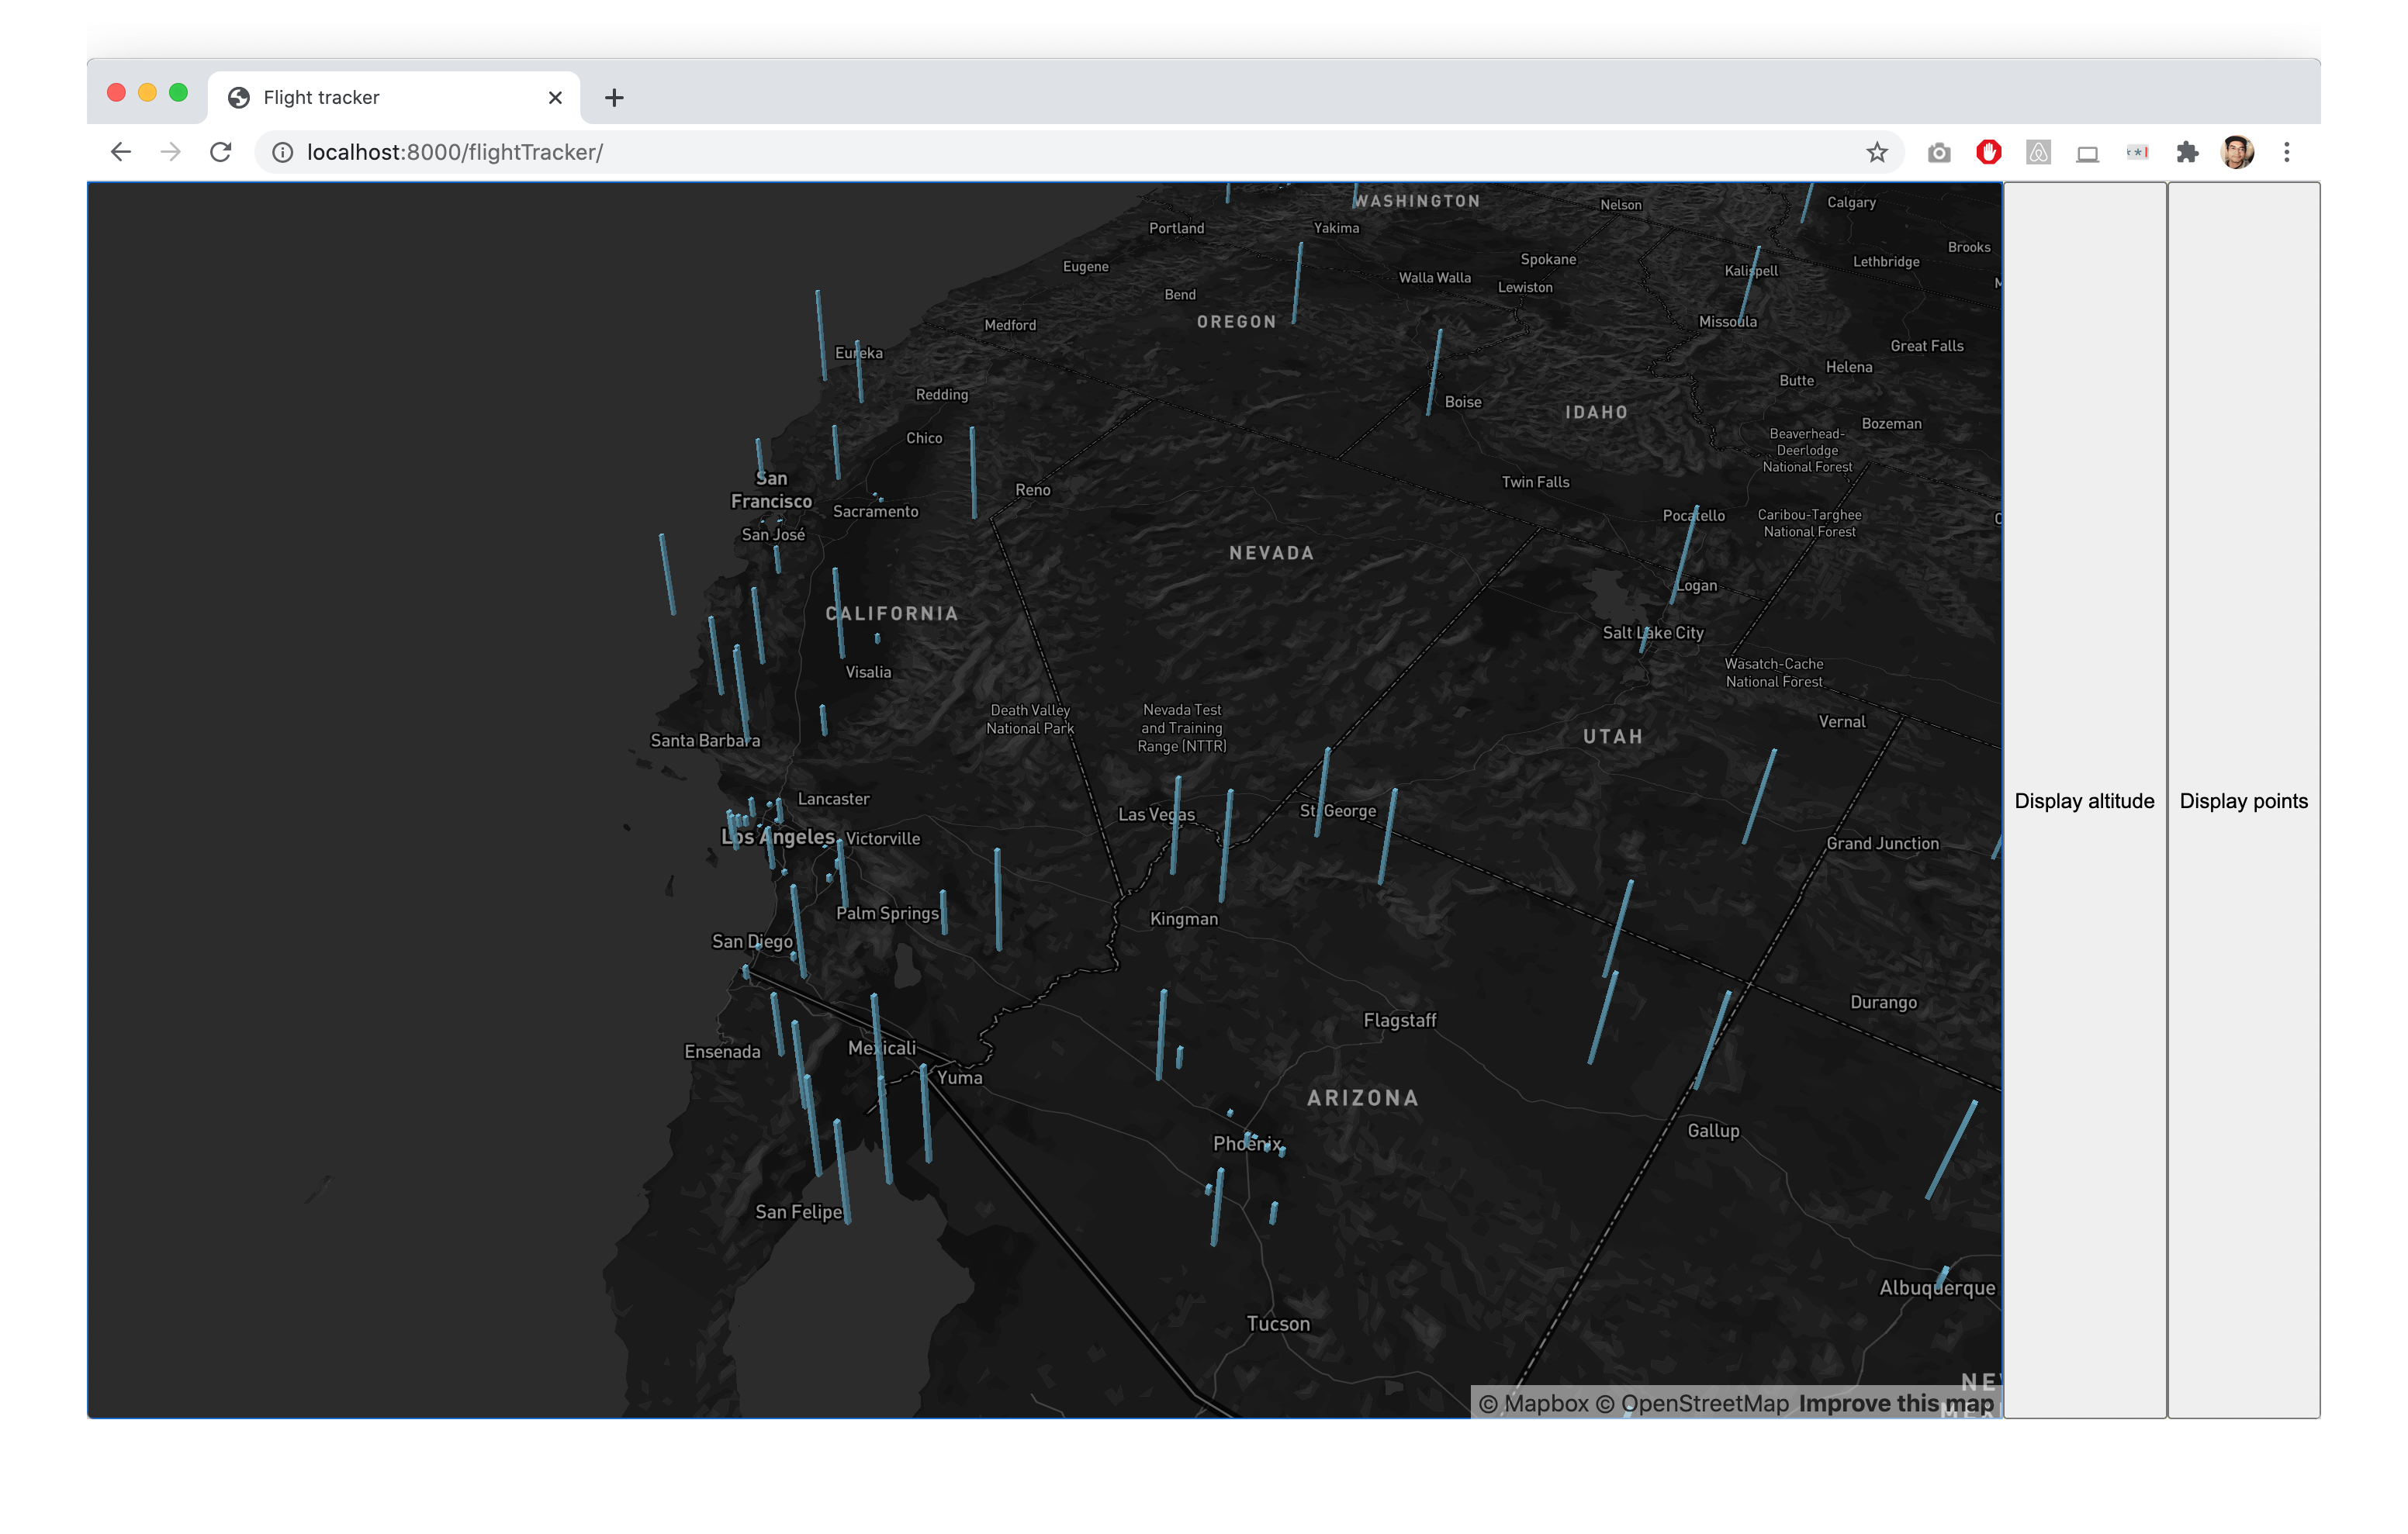 Flight tracker
localhost:8000/flightTracker/
WASHINGTON
Nelson
Calgary
Portland
Yakima
Brooks
Eugene
Spokane
Lethbridge
Walla Walla
Kalispell
Lewiston
Bend
OREGON
Missoula
Medford
Great Falls
Eureka
Helena
Butte
Redding
Boise
IDAHO
Bozeman
Chico
Beaverhead-
Deerlodge
National Forest
San
Francisco
Reno
Twin Falls
Sacramento
Pocatello
Caribou-Targhee
National Forest
San José
NEVADA
Logan
CALIFORNIA
Salt Lake City
Visalia
Wasatch-Cache
National Forest
Death Valley
National Park
Nevada Test
and Training
Range (NTTR)
Vernal
Santa Barbara
UTAH
Lancaster
Las Vegas
St. George
Los Angeles
Victorville
Grand Junction
Palm Springs
Kingman
San Diego
Durango
Flagstaff
Ensenada
Mexicali
Yuma
ARIZONA
Phoenix
Gallup
San Felipe
Albuquerque
Tucson
© Mapbox © OpenStreetMap Improve this map
Display altitude
Display points